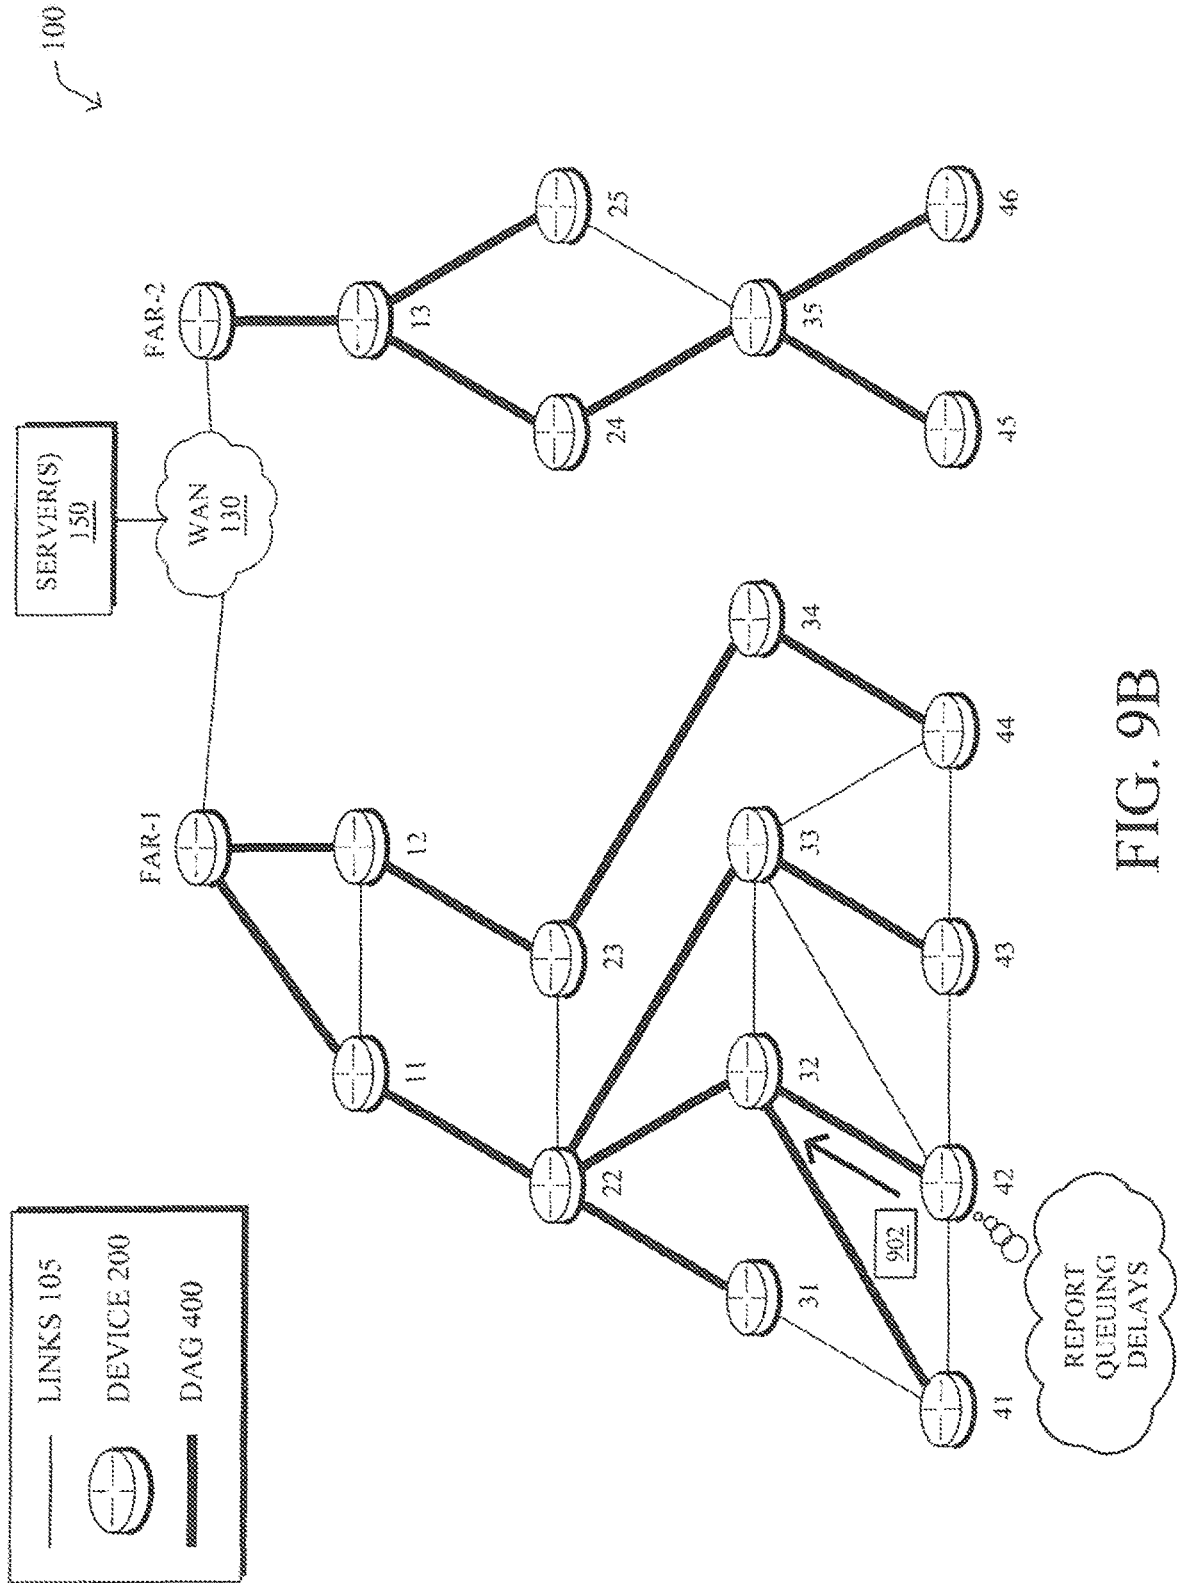 100
LINKS 105
DEVICE 200
DAG 400
SERVER(S)
150
WAN
130
FAR-1
FAR-2
11
12
13
22
23
24
25
31
32
33
34
35
902
41
42
43
44
45
46
REPORT
QUEUING
DELAYS
FIG. 9B